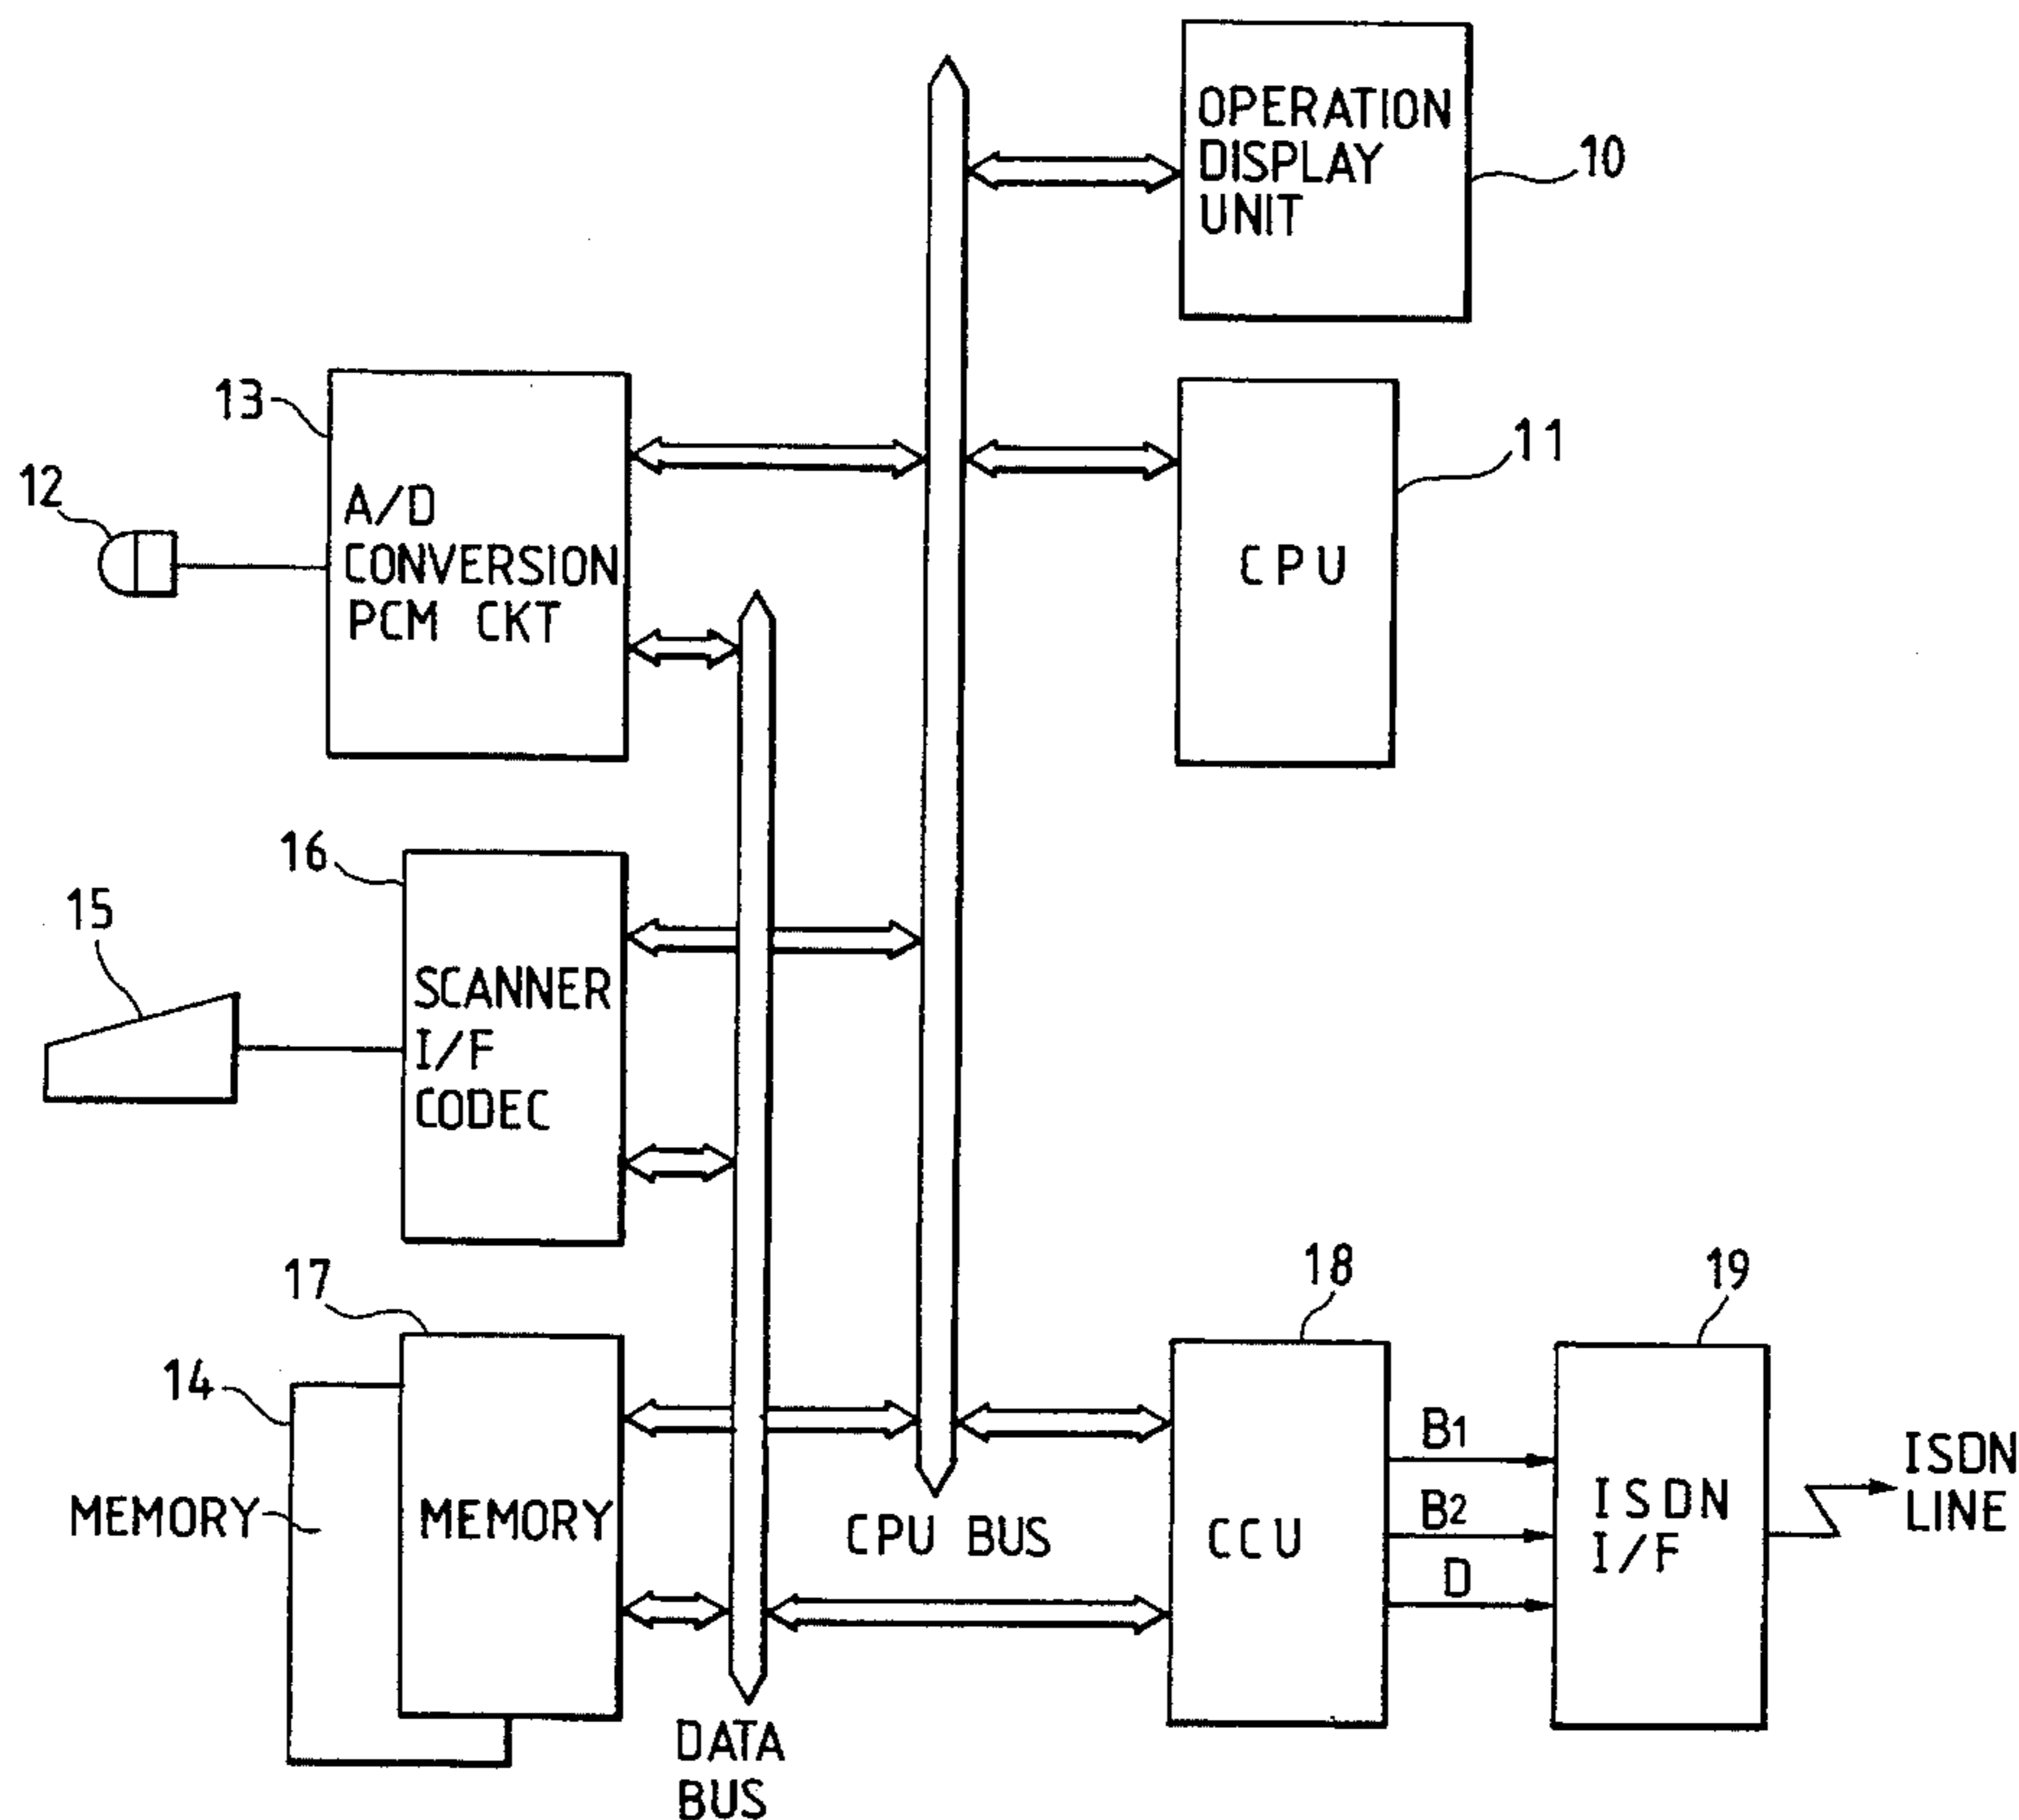 OPERATION
DISPLAY
UNIT
10
13
12
A/D
CONVERSION
PCM CKT
11
CPU
16
15
SCANNER
I/F
CODEC
17
14
MEMORY
MEMORY
CPU BUS
18
CCU
B1
B2
D
19
ISDN
I/F
ISDN
LINE
DATA
BUS